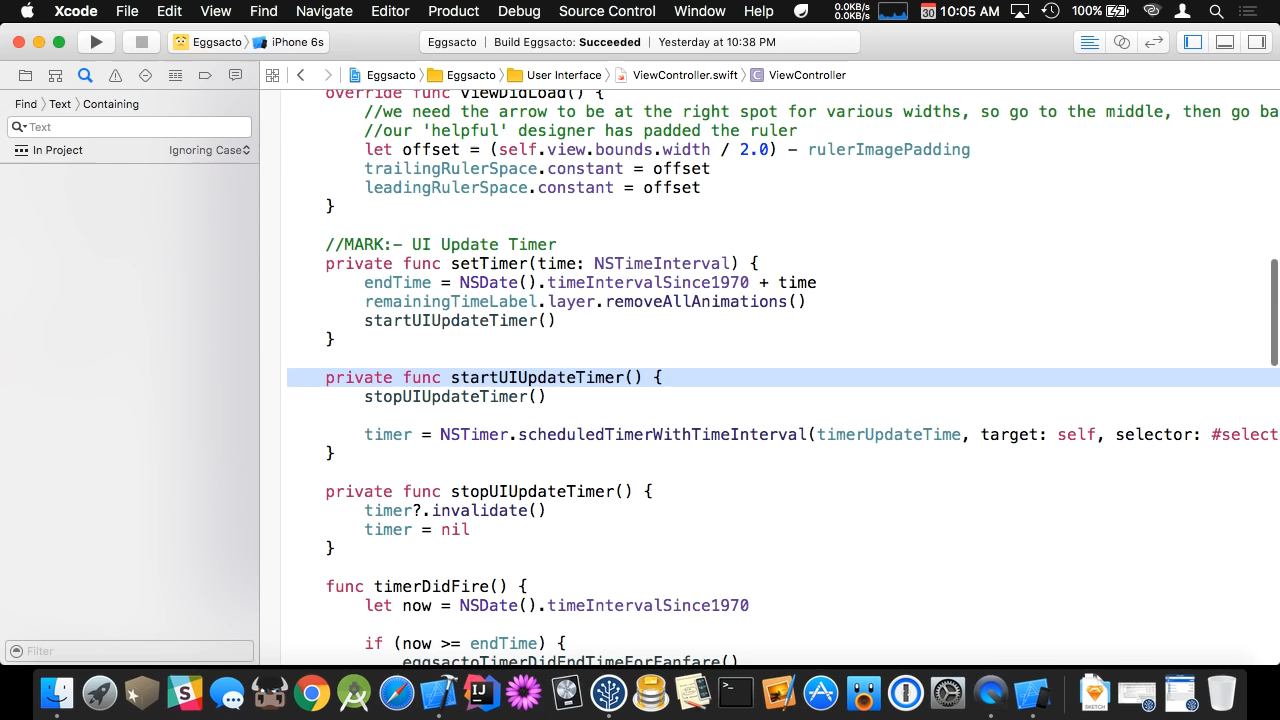 Xcode File Edit View Find Navigate Editor Product Debug Source Control Window Help 0.0KB/s 0.0KB/s 30 10:05 AM 100%
Eggsacto iPhone 6s Eggsacto | Build Eggsacto: Succeeded | Yesterday at 10:38 PM
Eggsacto Eggsacto User Interface ViewController.swift C ViewController
Find Text Containing
Text
In Project Ignoring Case
override func viewDidLoad() {
//we need the arrow to be at the right spot for various widths, so go to the middle, then go ba
//our 'helpful' designer has padded the ruler
let offset = (self.view.bounds.width / 2.0) - rulerImagePadding
trailingRulerSpace.constant = offset
leadingRulerSpace.constant = offset
}
//MARK:- UI Update Timer
private func setTimer(time: NSTimeInterval) {
endTime = NSDate().timeIntervalSince1970 + time
remainingTimeLabel.layer.removeAllAnimations()
startUIUpdateTimer()
}
private func startUIUpdateTimer() {
stopUIUpdateTimer()
timer = NSTimer.scheduledTimerWithTimeInterval(timerUpdateTime, target: self, selector: #select
}
private func stopUIUpdateTimer() {
timer?.invalidate()
timer = nil
}
func timerDidFire() {
let now = NSDate().timeIntervalSince1970
if (now >= endTime) {
eggsactoTimerDidEndTimeForFanfare()
Filter
IJ
SKETCH